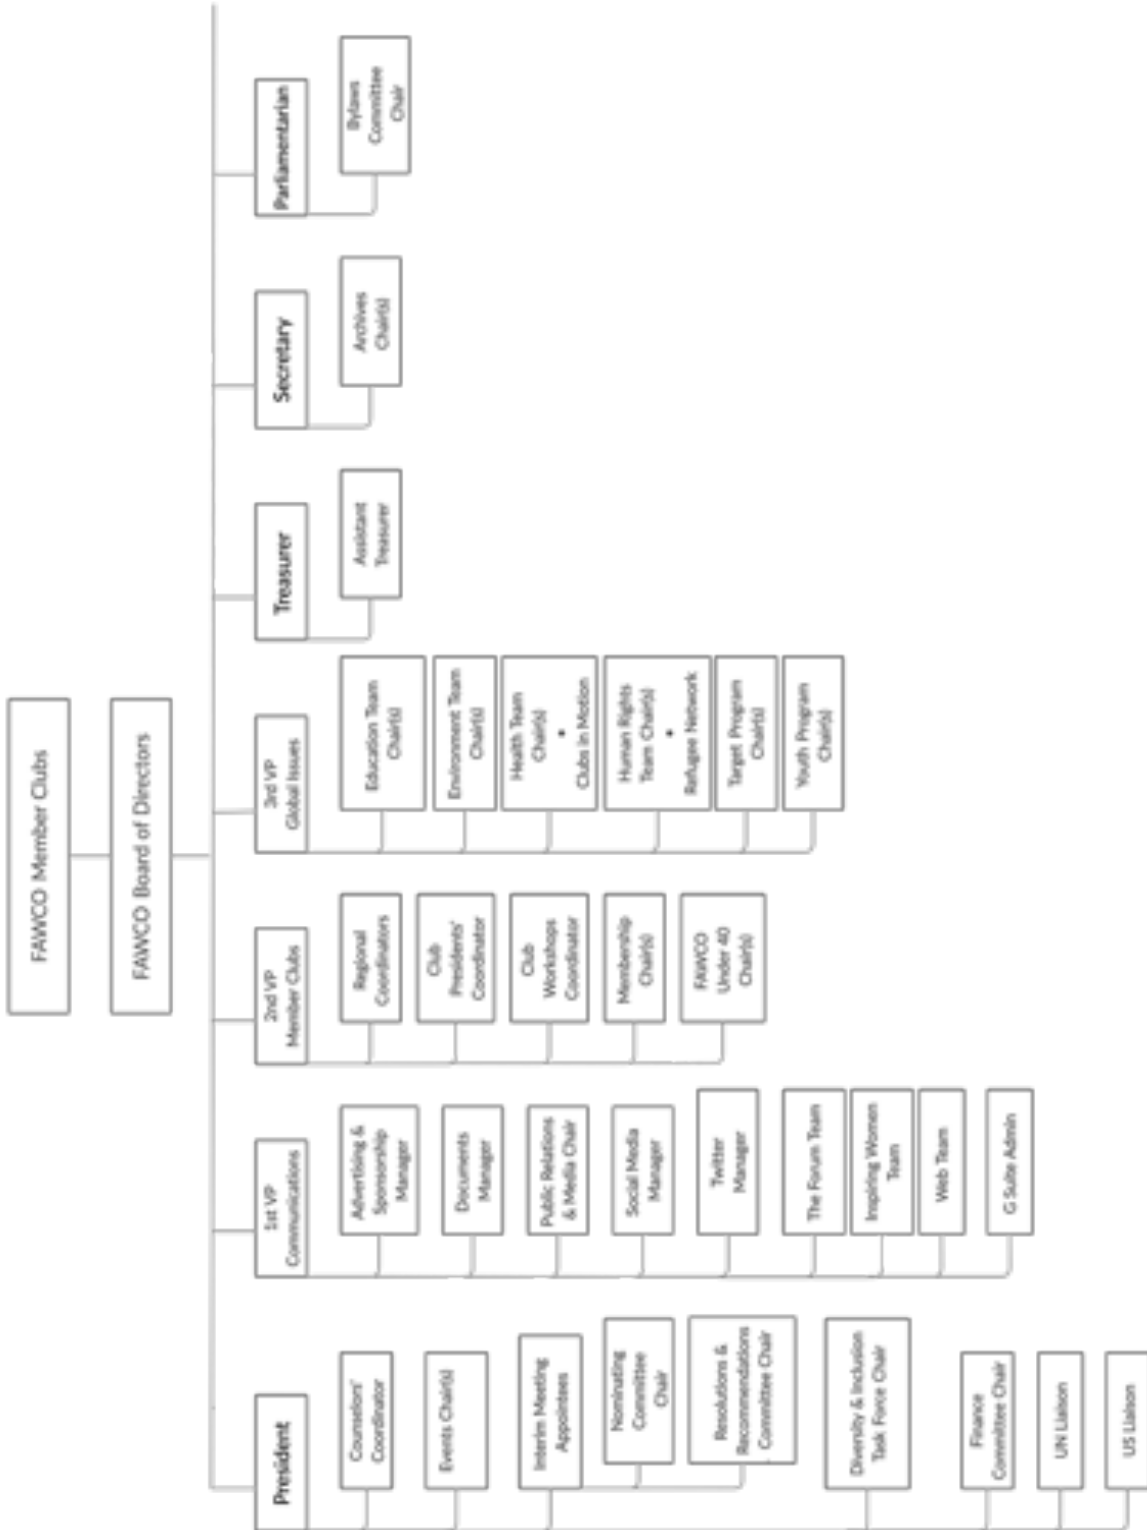 FAWCO Member Clubs
FAWCO Board of Directors
President
Counselors'
Coordinator
Events Chair(s)
Interim Meeting
Appointees
Nominating
Committee
Chair
Resolutions &
Recommendations
Committee Chair
Diversity & Inclusion
Task Force Chair
Finance
Committee Chair
UN Liaison
US Liaison
1st VP
Communications
Advertising &
Sponsorship
Manager
Documents
Manager
Public Relations
& Media Chair
Social Media
Manager
Twitter
Manager
The Forum Team
Inspiring Women
Team
Web Team
G Suite Admin
2nd VP
Member Clubs
Regional
Coordinators
Club
Presidents'
Coordinator
Club
Workshops
Coordinator
Membership
Chair(s)
FAWCO
Under 40
Chair(s)
3rd VP
Global Issues
Education Team
Chair(s)
Environment Team
Chair(s)
Health Team
Chair(s)
•
Clubs in Motion
Human Rights
Team Chair(s)
•
Refugee Network
Target Program
Chair(s)
Youth Program
Chair(s)
Treasurer
Assistant
Treasurer
Secretary
Archives
Chair(s)
Parliamentarian
Bylaws
Committee
Chair